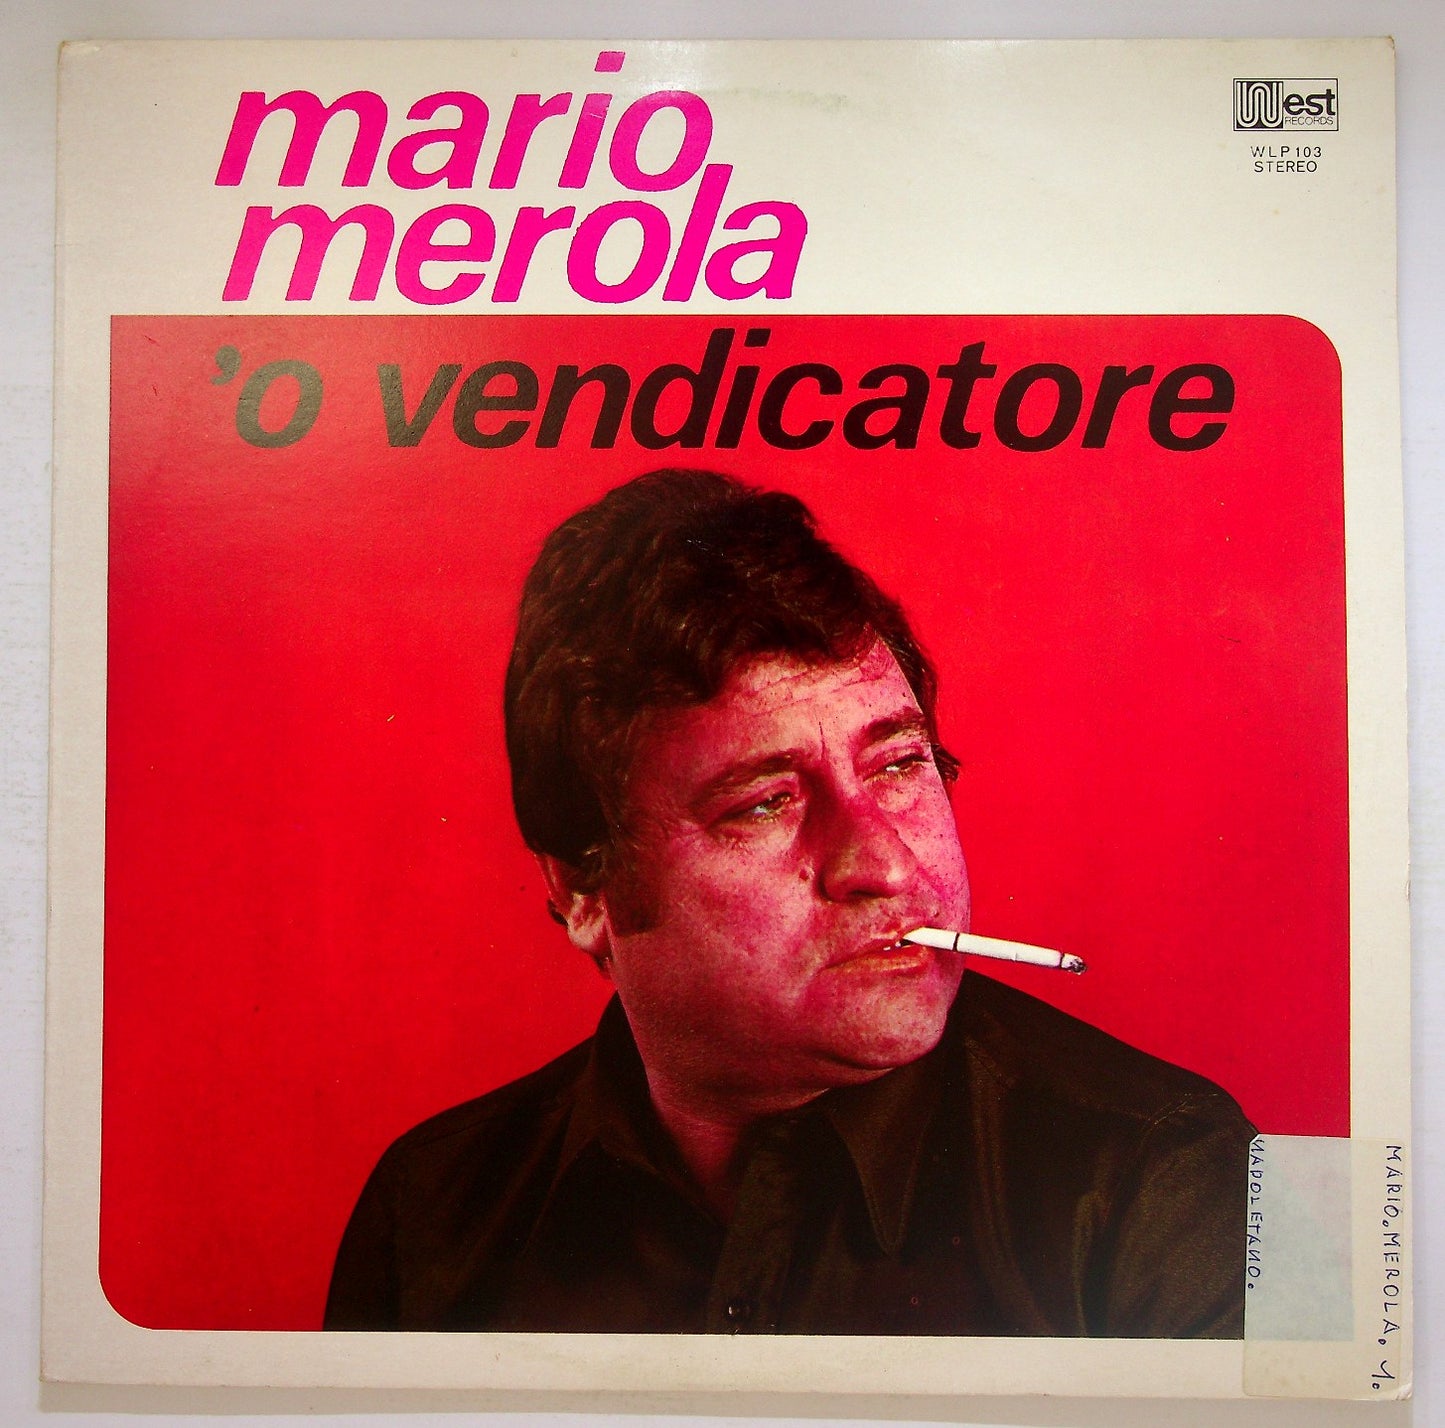 mario
merola
West
RECORDS
WLP 103
STEREO
'o vendicatore
NAPOLETANO.
MARIO.MEROLA. 1.